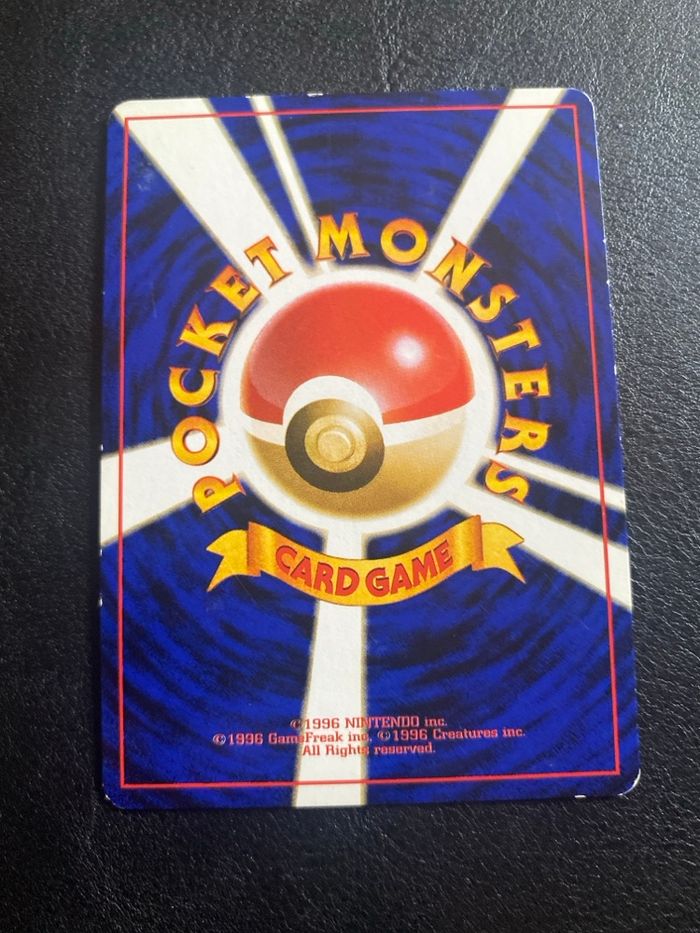 POCKET MONSTERS
CARD GAME
©1996 NINTENDO inc.
©1996 GameFreak inc. ©1996 Creatures inc.
All Rights reserved.